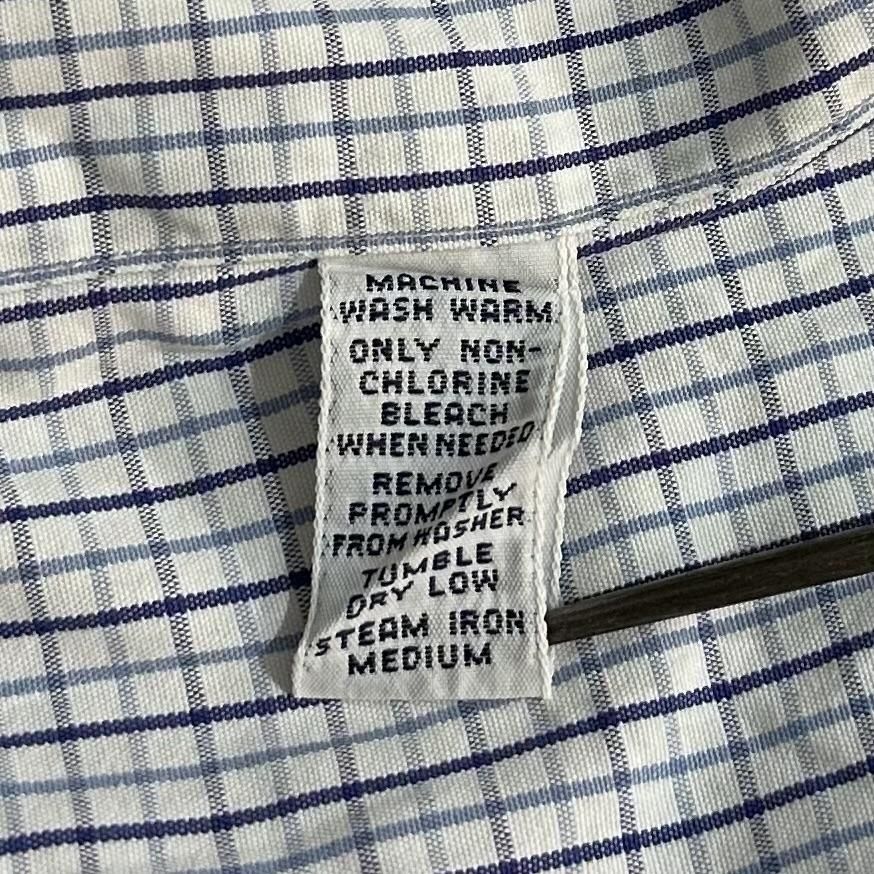 MACHINE
WASH WARM
ONLY NON-
CHLORINE
BLEACH
WHEN NEEDED
REMOVE
PROMPTLY
FROM WASHER
TUMBLE
DRY LOW
STEAM IRON
MEDIUM